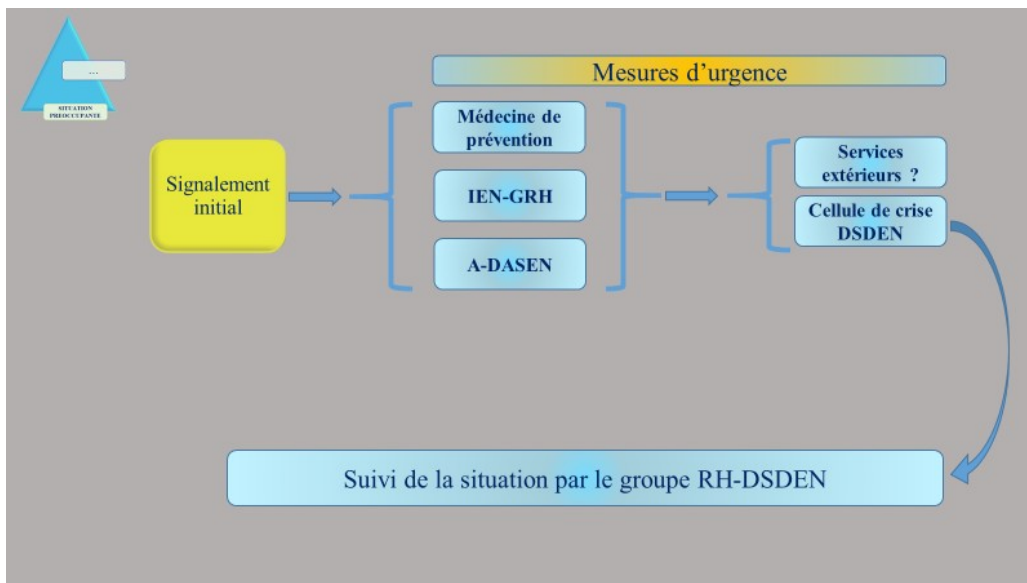 ...
SITUATION
PREOCCUPANTE
Mesures d'urgence
Signalement
initial
Médecine de
prévention
IEN-GRH
A-DASEN
Services
extérieurs ?
Cellule de crise
DSDEN
Suivi de la situation par le groupe RH-DSDEN